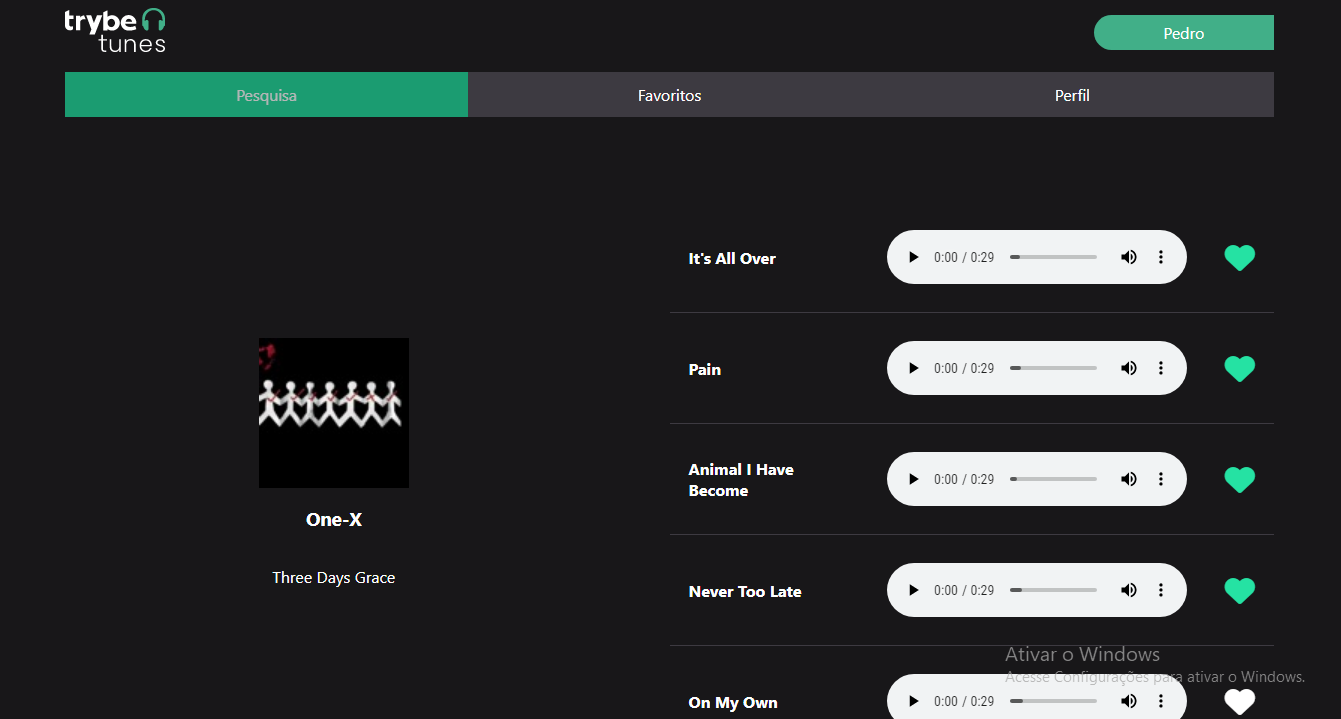 trybe
tunes
Pedro
Pesquisa
Favoritos
Perfil
It's All Over
0:00 / 0:29
Pain
0:00 / 0:29
Animal I Have
Become
0:00 / 0:29
One-X
Three Days Grace
Never Too Late
0:00 / 0:29
On My Own
0:00 / 0:29
Ativar o Windows
Acesse Configurações para ativar o Windows.